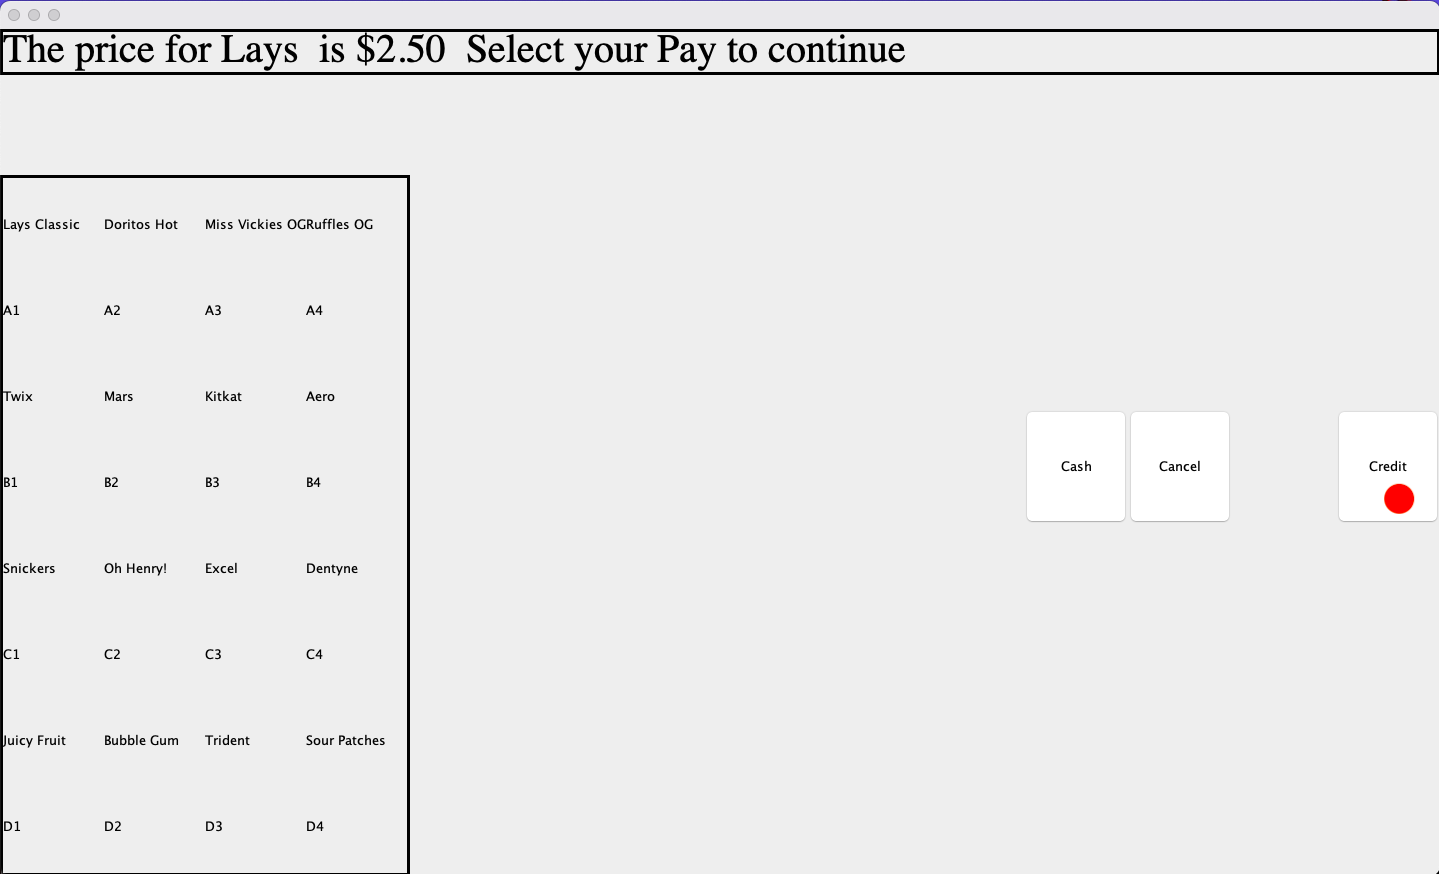 The price for Lays  is $2.50  Select your Pay to continue
Lays Classic Doritos Hot Miss Vickies OG Ruffles OG
A1 A2 A3 A4
Twix Mars Kitkat Aero
B1 B2 B3 B4
Cash Cancel Credit
Snickers Oh Henry! Excel Dentyne
C1 C2 C3 C4
Juicy Fruit Bubble Gum Trident Sour Patches
D1 D2 D3 D4